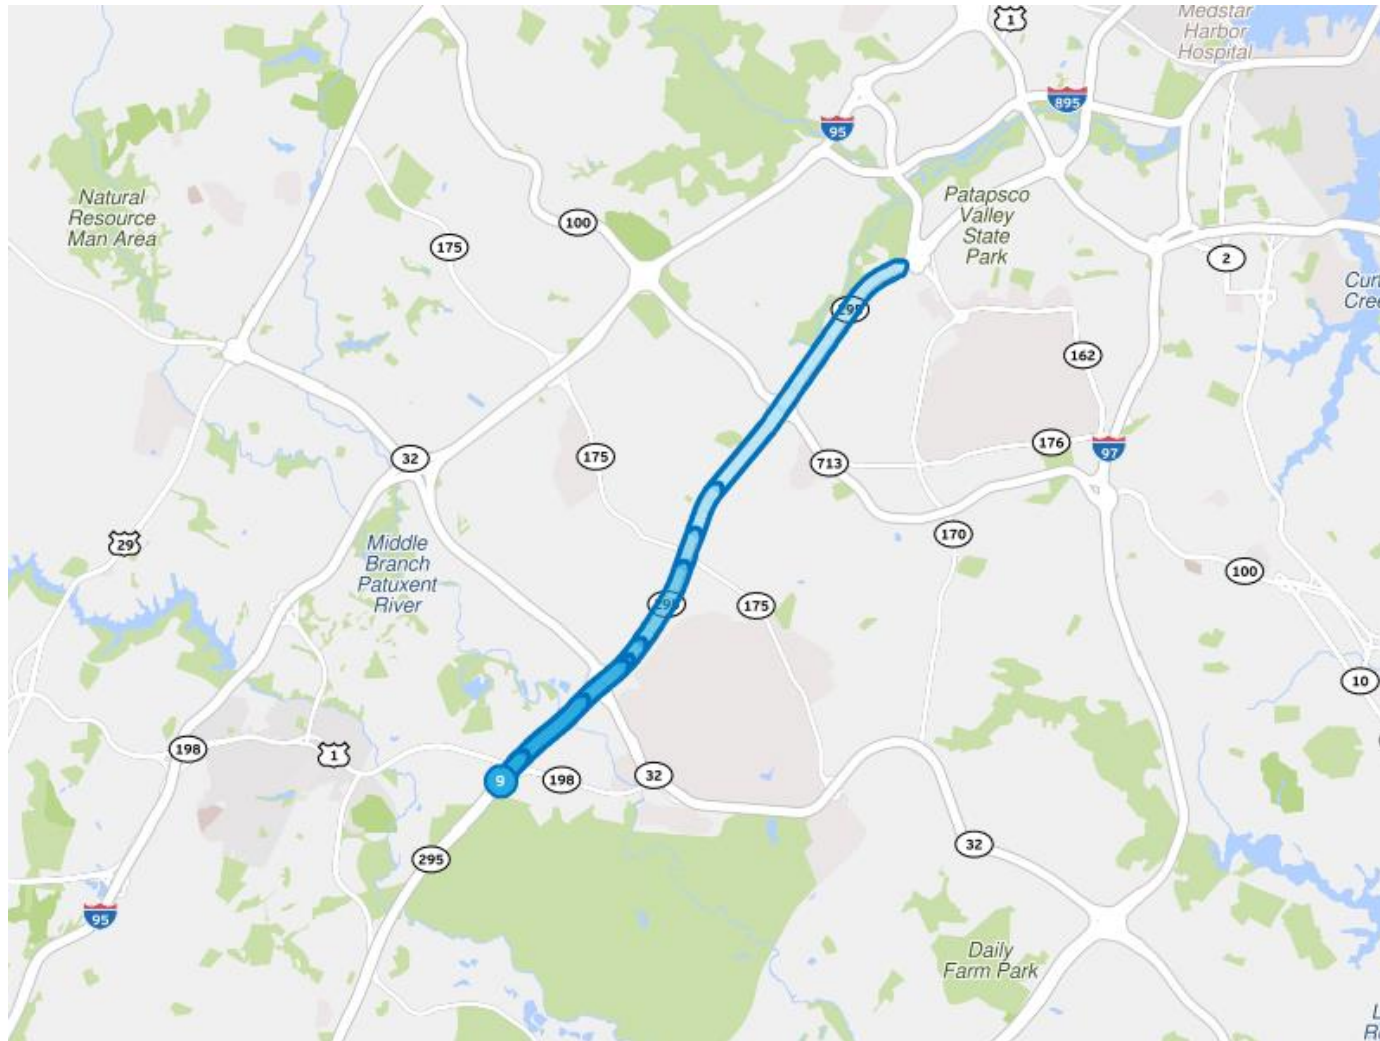 1
Medstar
Harbor
Hospital
895
95
Natural
Resource
Man Area
Patapsco
Valley
State
Park
100
175
2
Cur
Cree
295
162
32
175
713
176
97
29
170
Middle
Branch
Patuxent
River
100
295
175
10
198
1
9
198
32
295
32
95
Daily
Farm Park
L
R